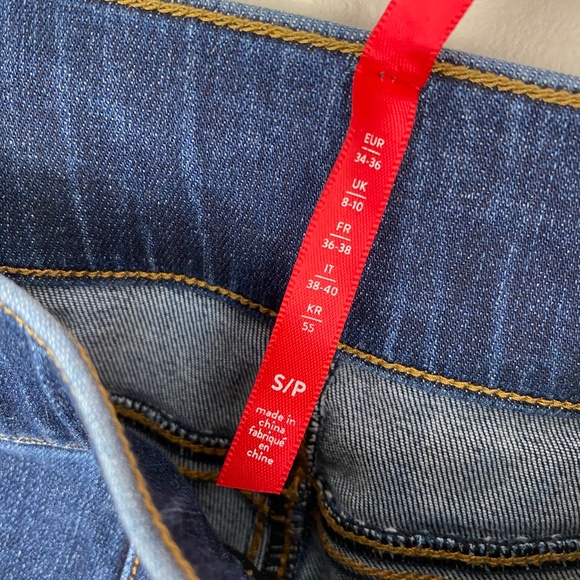 EUR
34-36
UK
8-10
FR
36-38
IT
38-40
KR
55
S/P
made in
china
fabriqué
en
chine